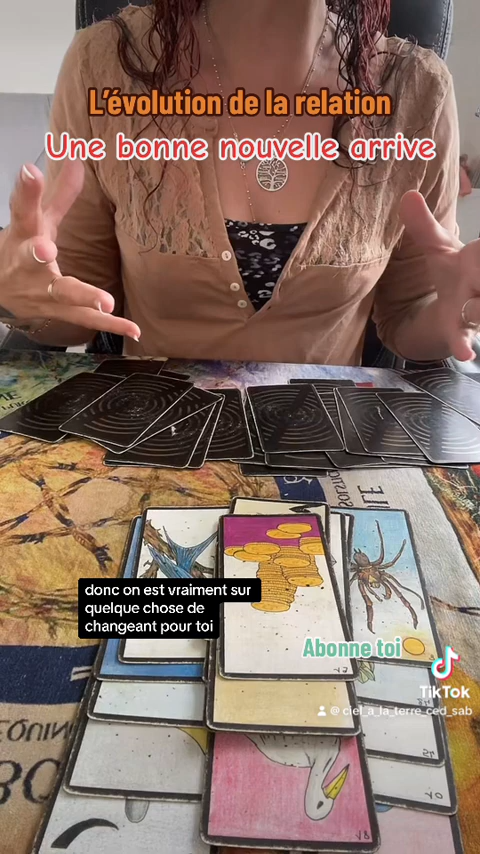 L'évolution de la relation
Une bonne nouvelle arrive
donc on est vraiment sur
quelque chose de
changeant pour toi
Abonne toi
TikTok
@ciel_a_la_terre_ced_sab